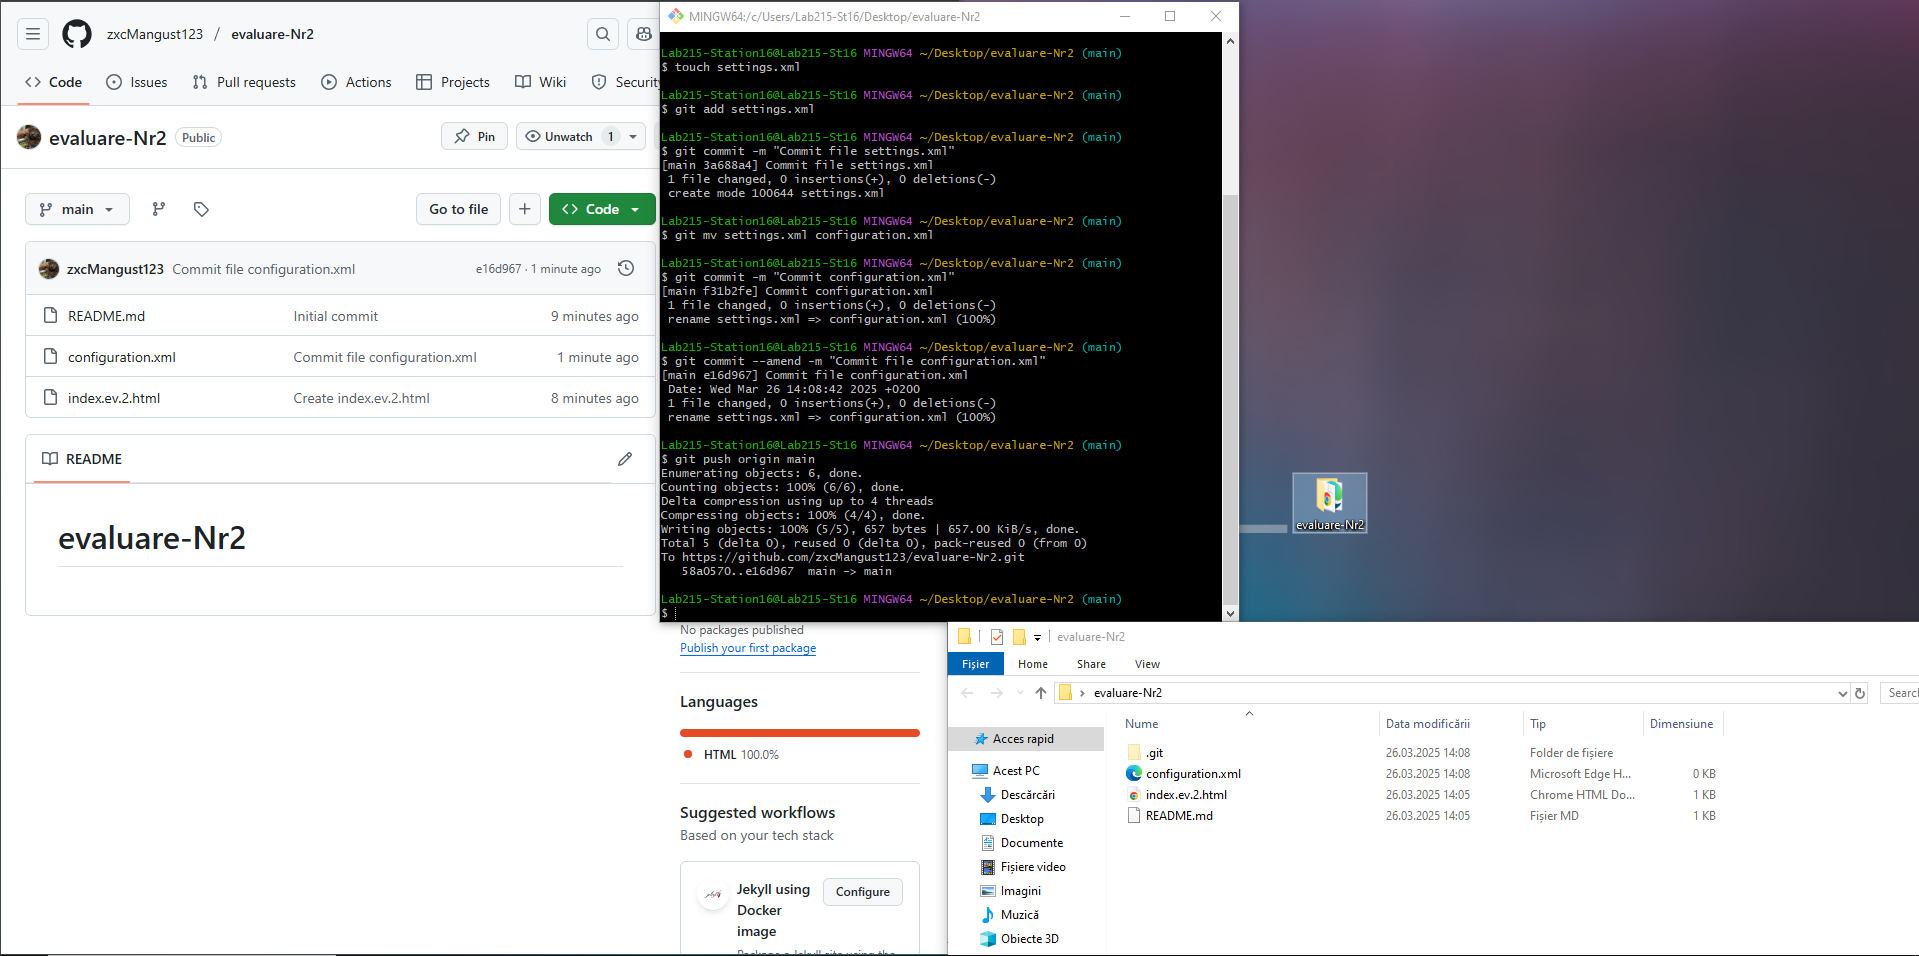 zxcMangust123 / evaluare-Nr2
Code Issues Pull requests Actions Projects Wiki Security
evaluare-Nr2 Public
Pin Unwatch 1
main Go to file Code
zxcMangust123 Commit file configuration.xml e16d967 · 1 minute ago
README.md Initial commit 9 minutes ago
configuration.xml Commit file configuration.xml 1 minute ago
index.ev.2.html Create index.ev.2.html 8 minutes ago
README
evaluare-Nr2
No packages published
Publish your first package
Languages
HTML 100.0%
Suggested workflows
Based on your tech stack
Jekyll using
Docker
image
Configure
MINGW64:/c/Users/Lab215-St16/Desktop/evaluare-Nr2
Lab215-Station16@Lab215-St16 MINGW64 ~/Desktop/evaluare-Nr2 (main)
$ touch settings.xml
Lab215-Station16@Lab215-St16 MINGW64 ~/Desktop/evaluare-Nr2 (main)
$ git add settings.xml
Lab215-Station16@Lab215-St16 MINGW64 ~/Desktop/evaluare-Nr2 (main)
$ git commit -m "Commit file settings.xml"
[main 3a688a4] Commit file settings.xml
1 file changed, 0 insertions(+), 0 deletions(-)
create mode 100644 settings.xml
Lab215-Station16@Lab215-St16 MINGW64 ~/Desktop/evaluare-Nr2 (main)
$ git mv settings.xml configuration.xml
Lab215-Station16@Lab215-St16 MINGW64 ~/Desktop/evaluare-Nr2 (main)
$ git commit -m "Commit configuration.xml"
[main f31b2fe] Commit configuration.xml
1 file changed, 0 insertions(+), 0 deletions(-)
rename settings.xml => configuration.xml (100%)
Lab215-Station16@Lab215-St16 MINGW64 ~/Desktop/evaluare-Nr2 (main)
$ git commit --amend -m "Commit file configuration.xml"
[main e16d967] Commit file configuration.xml
Date: Wed Mar 26 14:08:42 2025 +0200
1 file changed, 0 insertions(+), 0 deletions(-)
rename settings.xml => configuration.xml (100%)
Lab215-Station16@Lab215-St16 MINGW64 ~/Desktop/evaluare-Nr2 (main)
$ git push origin main
Enumerating objects: 6, done.
Counting objects: 100% (6/6), done.
Delta compression using up to 4 threads
Compressing objects: 100% (4/4), done.
Writing objects: 100% (5/5), 657 bytes | 657.00 KiB/s, done.
Total 5 (delta 0), reused 0 (delta 0), pack-reused 0 (from 0)
To https://github.com/zxcMangust123/evaluare-Nr2.git
58a0570..e16d967 main -> main
Lab215-Station16@Lab215-St16 MINGW64 ~/Desktop/evaluare-Nr2 (main)
$
evaluare-Nr2
evaluare-Nr2
Fișier Home Share View
evaluare-Nr2 Searc
Nume Data modificării Tip Dimensiune
Acces rapid
Acest PC
Descărcări
Desktop
Documente
Fișiere video
Imagini
Muzică
Obiecte 3D
.git 26.03.2025 14:08 Folder de fișiere
configuration.xml 26.03.2025 14:08 Microsoft Edge H... 0 KB
index.ev.2.html 26.03.2025 14:05 Chrome HTML Do... 1 KB
README.md 26.03.2025 14:05 Fișier MD 1 KB